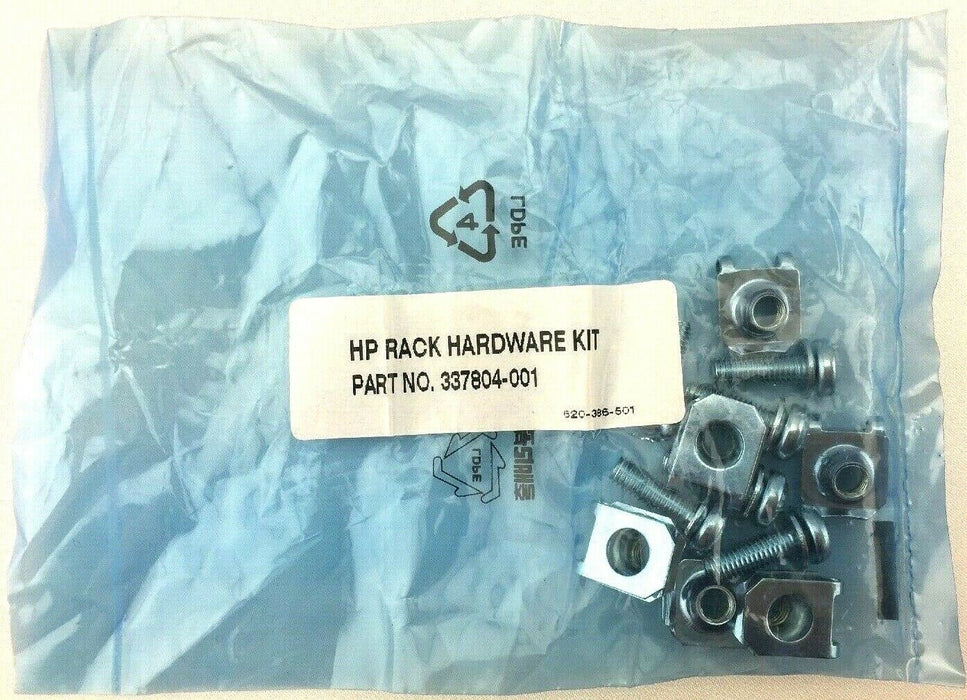 4
LDPE
HP RACK HARDWARE KIT
PART NO. 337804-001
620-386-501
LDPE